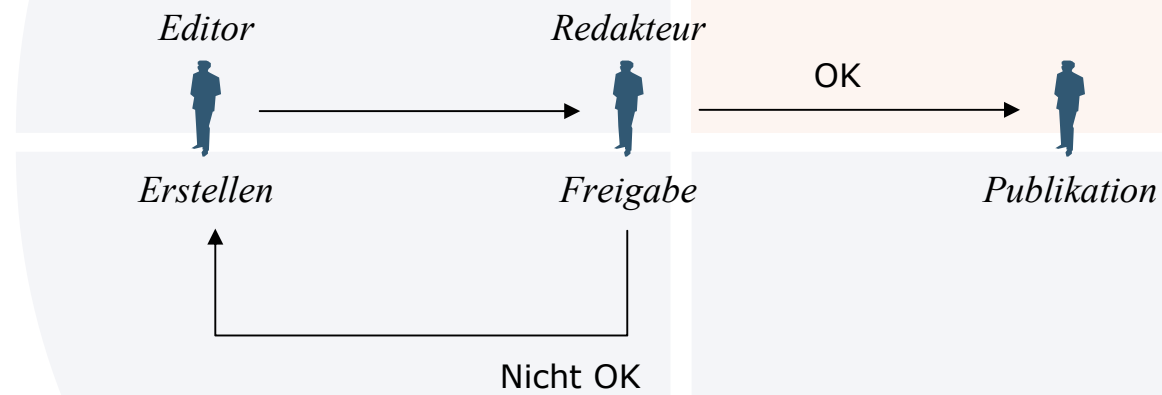 Editor
Redakteur
OK
Erstellen
Freigabe
Publikation
Nicht OK